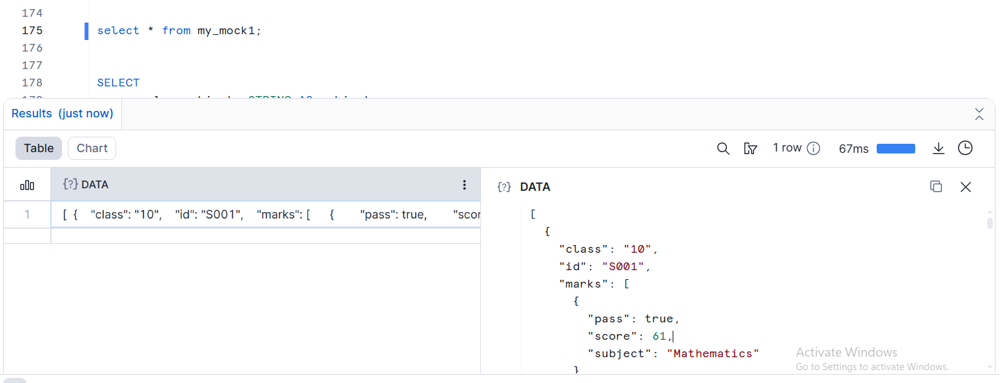 174
175 select * from my_mock1;
176
177
178 SELECT
Results (just now)
Table Chart 1 row 67ms
{?} DATA
1 [ { "class": "10", "id": "S001", "marks": [ { "pass": true, "scor
{?} DATA
[
{
"class": "10",
"id": "S001",
"marks": [
{
"pass": true,
"score": 61,
"subject": "Mathematics"
}
Activate Windows
Go to Settings to activate Windows.